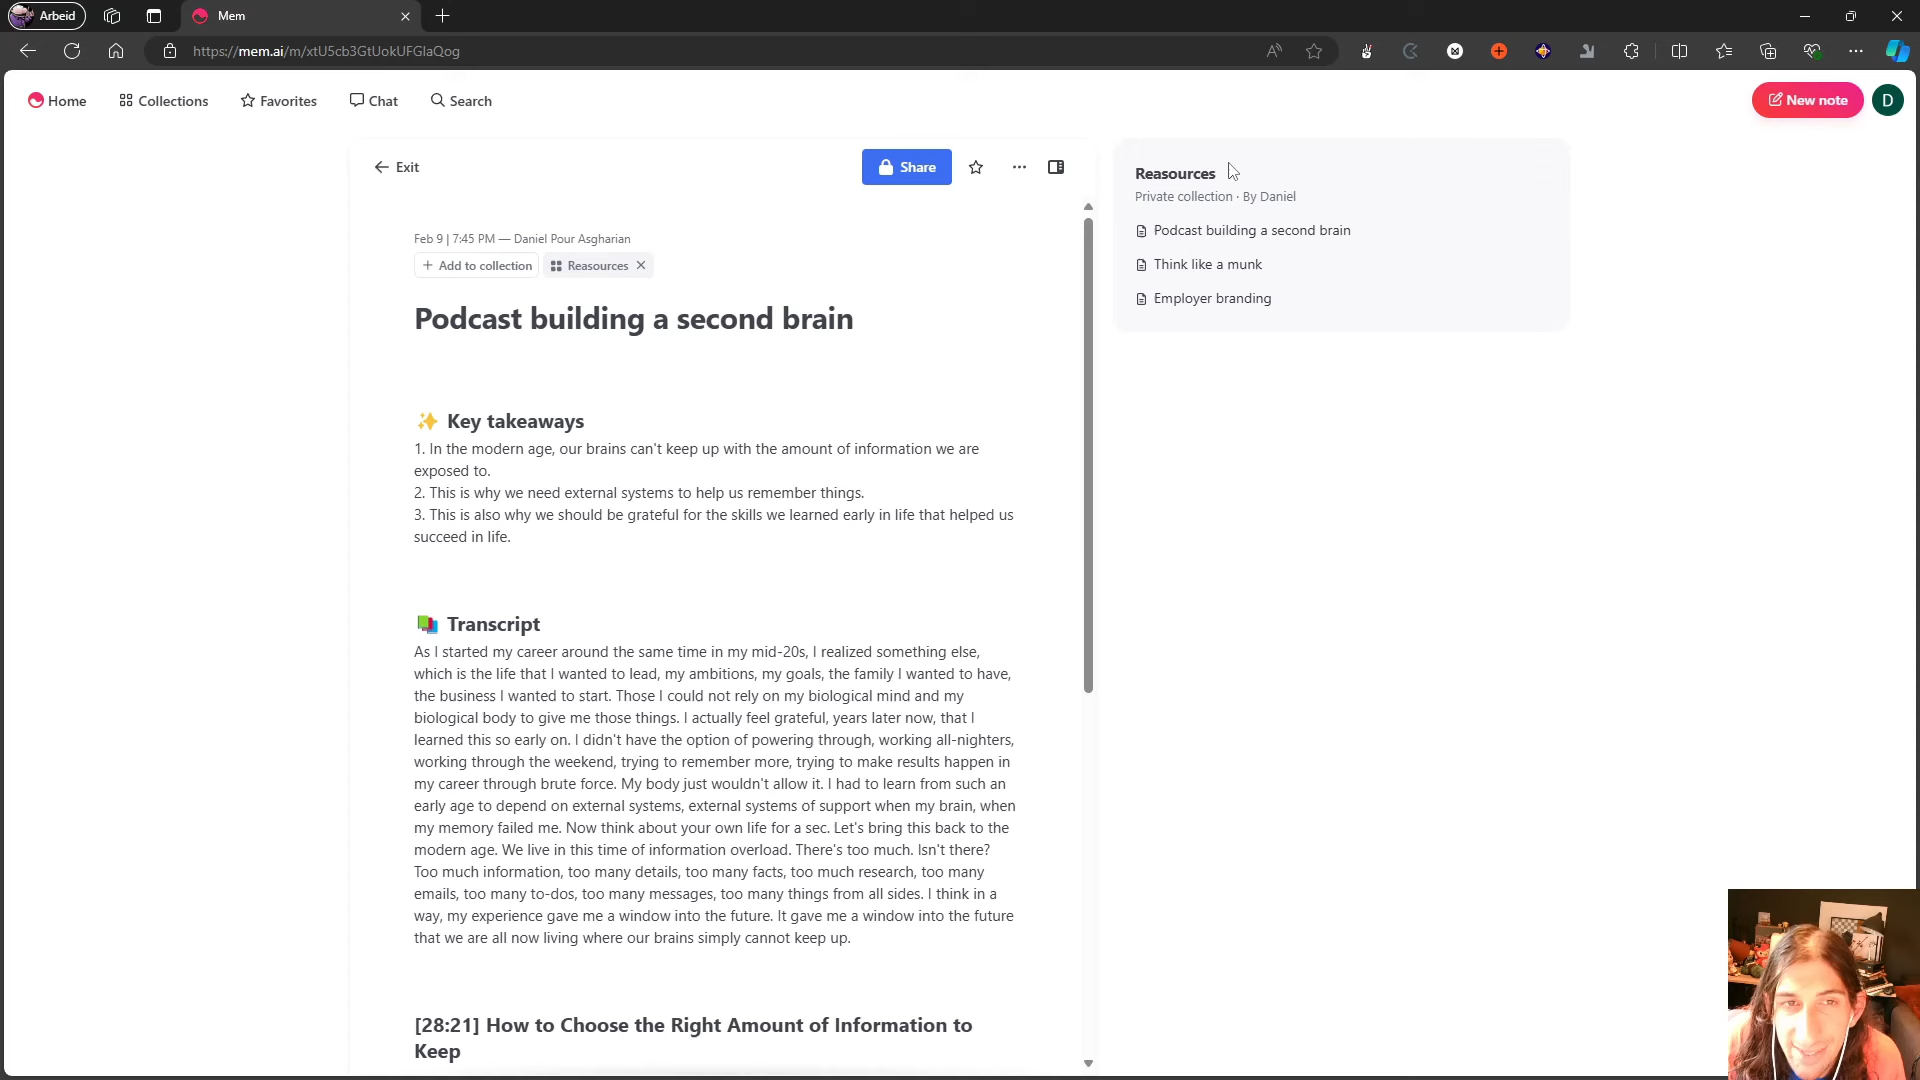 Arbeid
Mem
https://mem.ai/m/xtU5cb3GtUokUFGlaQog
Home
Collections
Favorites
Chat
Search
New note
D
Exit
Share
Feb 9 | 7:45 PM — Daniel Pour Asgharian
+ Add to collection
Reasources
Podcast building a second brain
✨ Key takeaways
1. In the modern age, our brains can't keep up with the amount of information we are
exposed to.
2. This is why we need external systems to help us remember things.
3. This is also why we should be grateful for the skills we learned early in life that helped us
succeed in life.
📚 Transcript
As I started my career around the same time in my mid-20s, I realized something else,
which is the life that I wanted to lead, my ambitions, my goals, the family I wanted to have,
the business I wanted to start. Those I could not rely on my biological mind and my
biological body to give me those things. I actually feel grateful, years later now, that I
learned this so early on. I didn't have the option of powering through, working all-nighters,
working through the weekend, trying to remember more, trying to make results happen in
my career through brute force. My body just wouldn't allow it. I had to learn from such an
early age to depend on external systems, external systems of support when my brain, when
my memory failed me. Now think about your own life for a sec. Let's bring this back to the
modern age. We live in this time of information overload. There's too much. Isn't there?
Too much information, too many details, too many facts, too much research, too many
emails, too many to-dos, too many messages, too many things from all sides. I think in a
way, my experience gave me a window into the future. It gave me a window into the future
that we are all now living where our brains simply cannot keep up.
[28:21] How to Choose the Right Amount of Information to
Keep
Reasources
Private collection · By Daniel
Podcast building a second brain
Think like a munk
Employer branding